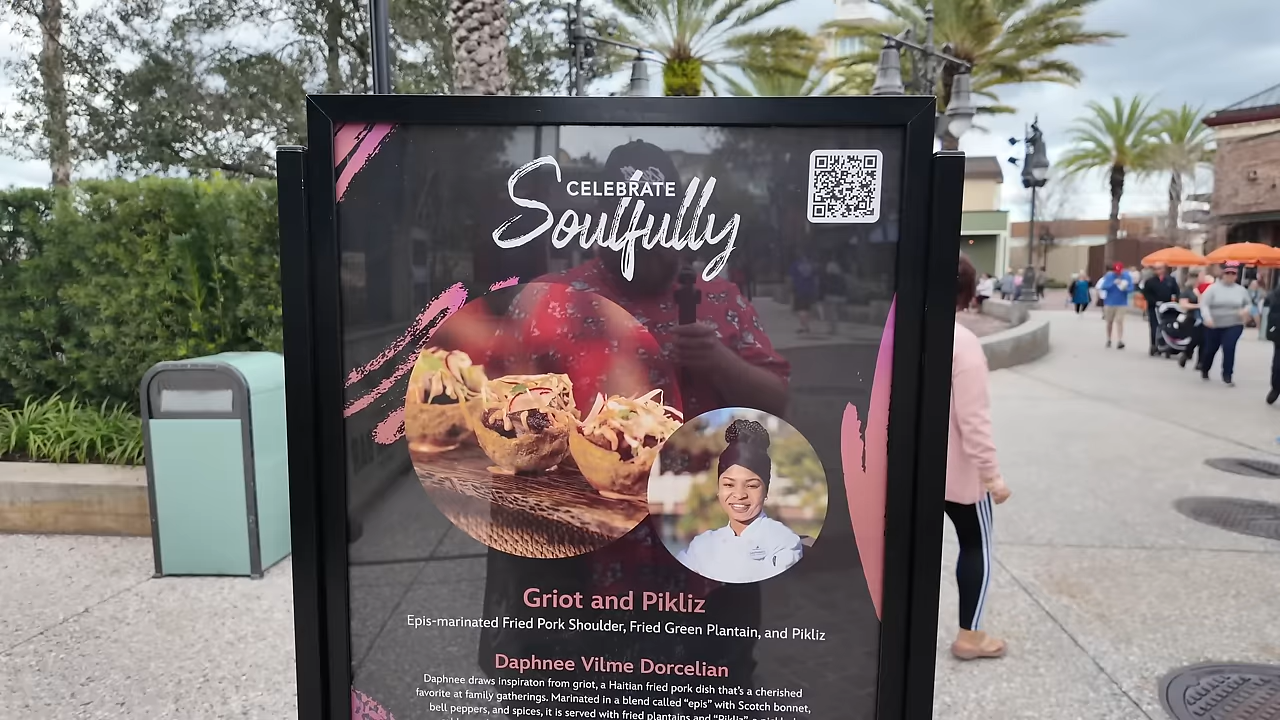 CELEBRATE
Soulfully
Griot and Pikliz
Epis-marinated Fried Pork Shoulder, Fried Green Plantain, and Pikliz
Daphnee Vilme Dorcelian
Daphnee draws inspiraton from griot, a Haitian fried pork dish that's a cherished
favorite at family gatherings. Marinated in a blend called "epis" with Scotch bonnet,
bell peppers, and spices, it is served with fried plantains and "Pikliz"